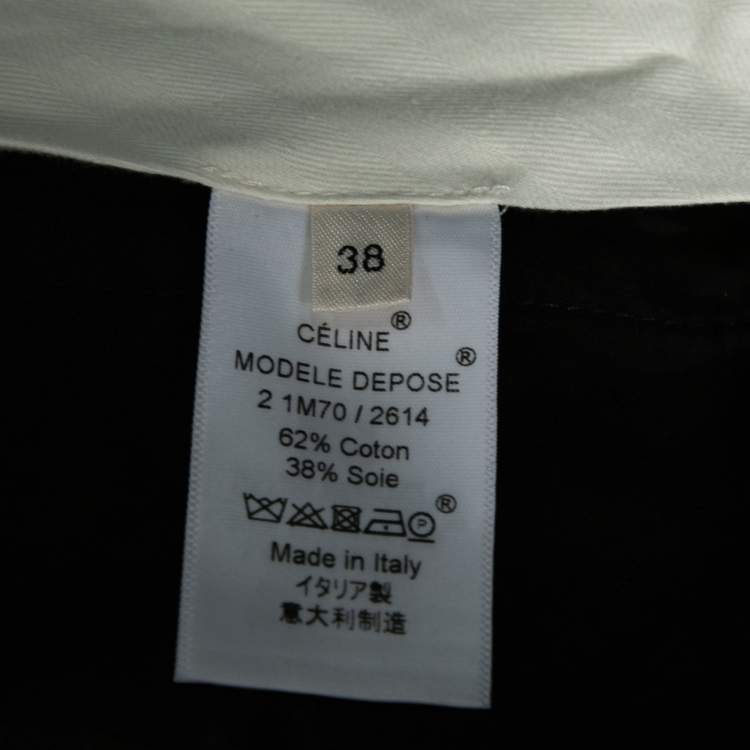 38
CÉLINE®
MODELE DEPOSE®
2 1M70 / 2614
62% Coton
38% Soie
P ®
Made in Italy
イタリア製
意大利制造